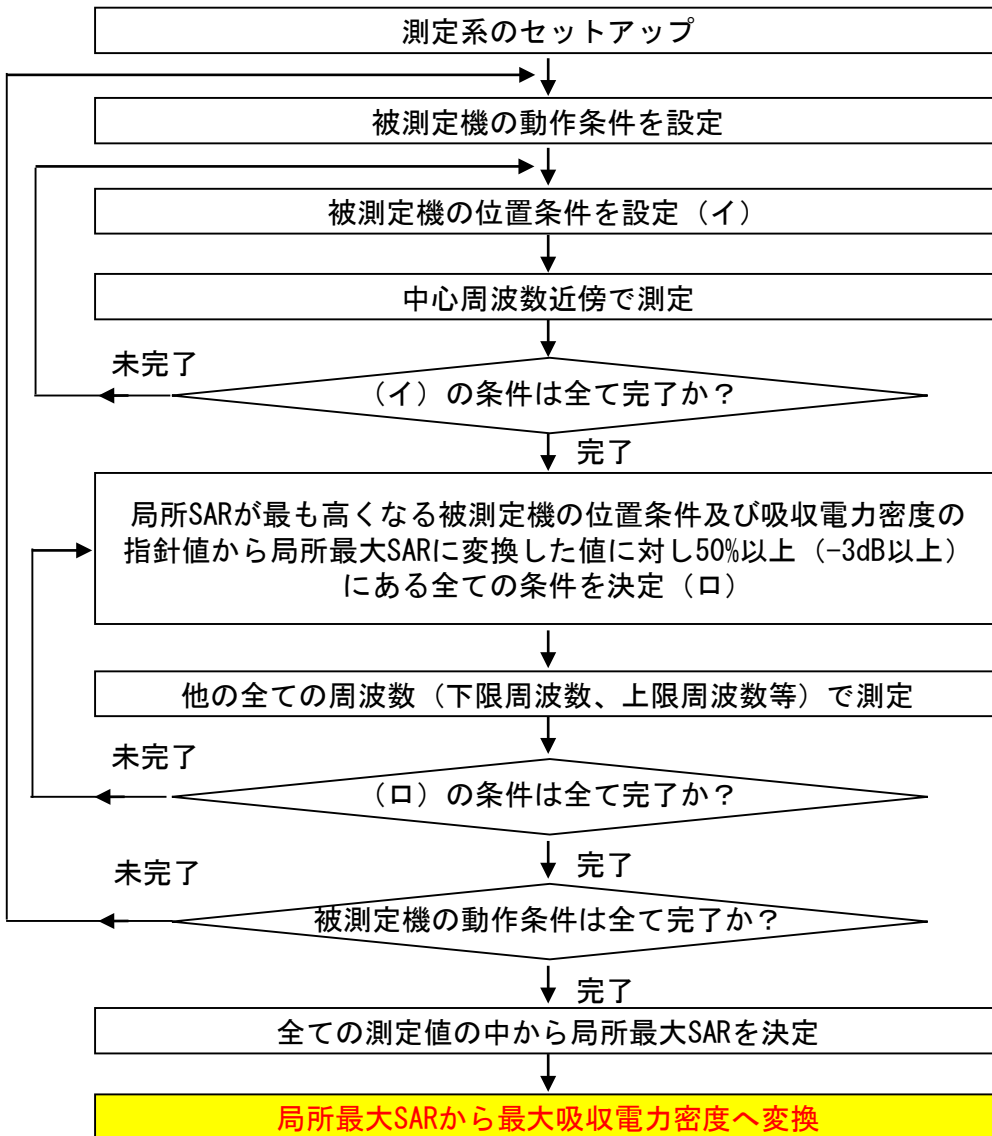 測定系のセットアップ
被測定機の動作条件を設定
被測定機の位置条件を設定（イ）
中心周波数近傍で測定
未完了
（イ）の条件は全て完了か？
完了
局所SARが最も高くなる被測定機の位置条件及び吸収電力密度の
指針値から局所最大SARに変換した値に対し50%以上（-3dB以上）
にある全ての条件を決定（ロ）
他の全ての周波数（下限周波数、上限周波数等）で測定
未完了
（ロ）の条件は全て完了か？
完了
未完了
被測定機の動作条件は全て完了か？
完了
全ての測定値の中から局所最大SARを決定
局所最大SARから最大吸収電力密度へ変換